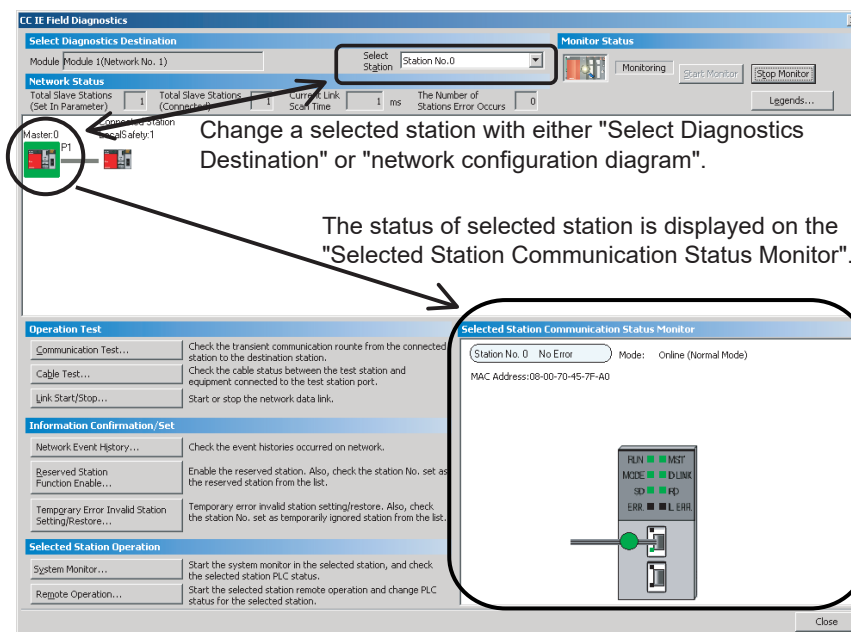 CC IE Field Diagnostics
Select Diagnostics Destination
Monitor Status
Module Module 1(Network No. 1)
Select Station Station No.0
Monitoring
Start Monitor
Stop Monitor
Network Status
Total Slave Stations (Set In Parameter) 1
Total Slave Stations (Connected) 1
Current Link Scan Time 1 ms
The Number of Stations Error Occurs 0
Legends...
Connected Station
Master:0
LocalSafety:1
P1
Change a selected station with either "Select Diagnostics
Destination" or "network configuration diagram".
The status of selected station is displayed on the
"Selected Station Communication Status Monitor".
Operation Test
Communication Test...
Check the transient communication rounte from the connected
station to the destination station.
Cable Test...
Check the cable status between the test station and
equipment connected to the test station port.
Link Start/Stop...
Start or stop the network data link.
Information Confirmation/Set
Network Event History...
Check the event histories occurred on network.
Reserved Station
Function Enable...
Enable the reserved station. Also, check the station No. set as
the reserved station from the list.
Temporary Error Invalid Station
Setting/Restore...
Temporary error invalid station setting/restore. Also, check
the station No. set as temporarily ignored station from the list.
Selected Station Operation
System Monitor...
Start the system monitor in the selected station, and check
the selected station PLC status.
Remote Operation...
Start the selected station remote operation and change PLC
status for the selected station.
Selected Station Communication Status Monitor
Station No. 0 No Error
Mode: Online (Normal Mode)
MAC Address:08-00-70-45-7F-A0
RUN MST
MODE D LINK
SD RD
ERR. L ERR.
Close